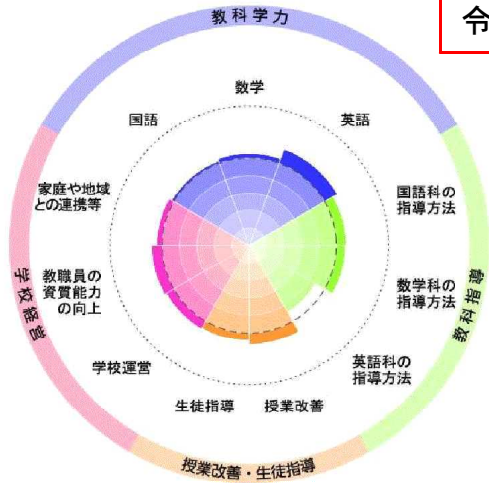 令
教科学力
数学
国語
英語
家庭や地域
との連携等
国語科の
指導方法
教職員の
資質能力
の向上
数学科の
指導方法
学校経営
教科指導
学校運営
英語科の
指導方法
生徒指導
授業改善
授業改善・生徒指導